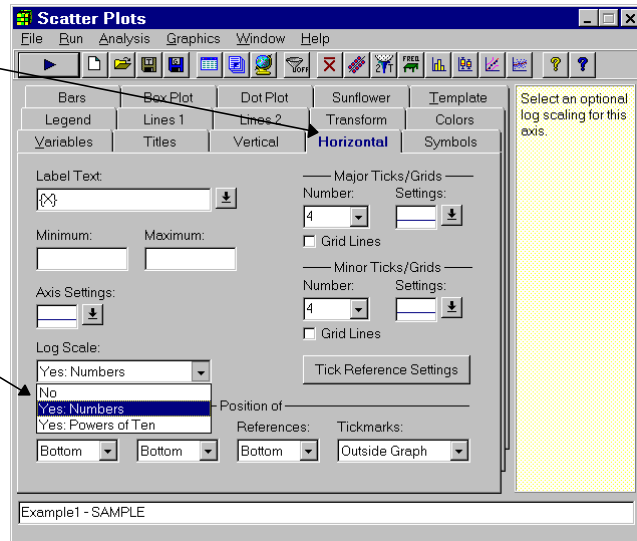 Scatter Plots
File Run Analysis Graphics Window Help
UOFF 2YT FREQ ? ?
Bars Box Plot Dot Plot Sunflower Template
Legend Lines 1 Lines 2 Transform Colors
Variables Titles Vertical Horizontal Symbols
Select an optional
log scaling for this
axis.
Label Text:
{X}
Minimum: Maximum:
Axis Settings:
Log Scale:
Yes: Numbers
No
Yes: Numbers
Yes: Powers of Ten
Major Ticks/Grids
Number: Settings:
4
Grid Lines
Minor Ticks/Grids
Number: Settings:
4
Grid Lines
Tick Reference Settings
Position of
References: Tickmarks:
Bottom Bottom Bottom Outside Graph
Example1 - SAMPLE